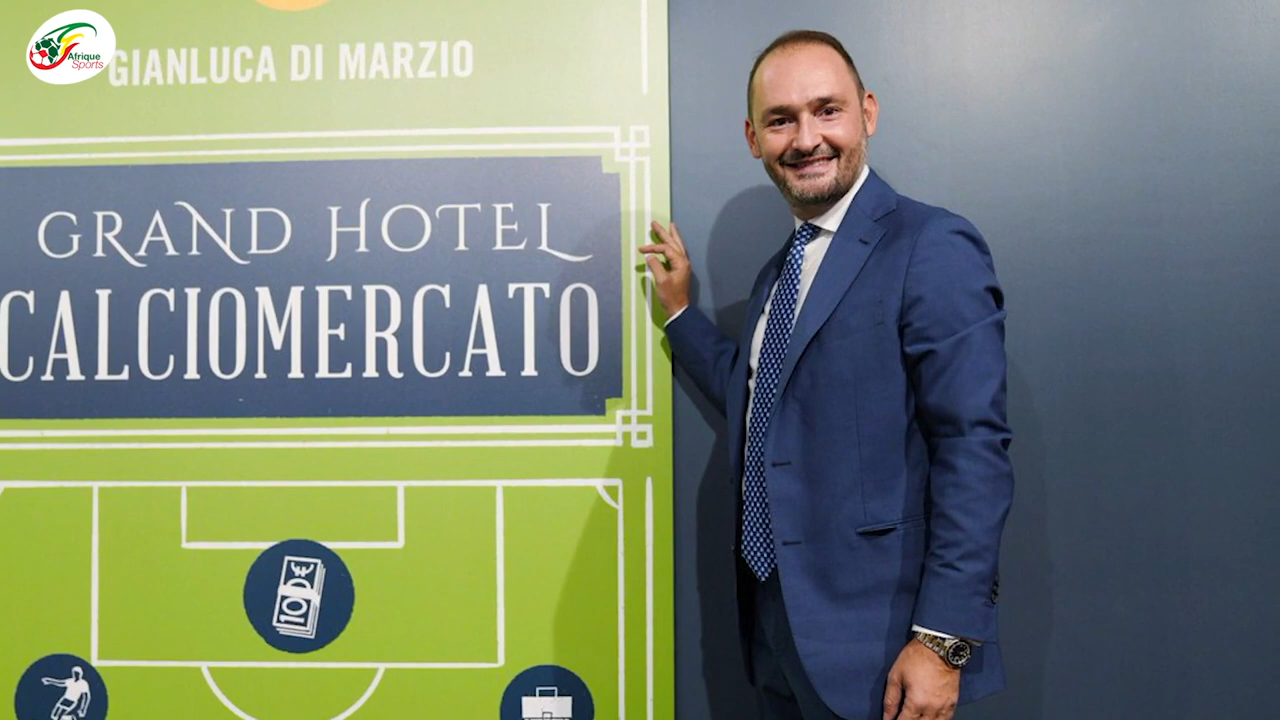 Afrique
Sports
GIANLUCA DI MARZIO
GRAND HOTEL
CALCIOMERCATO
100